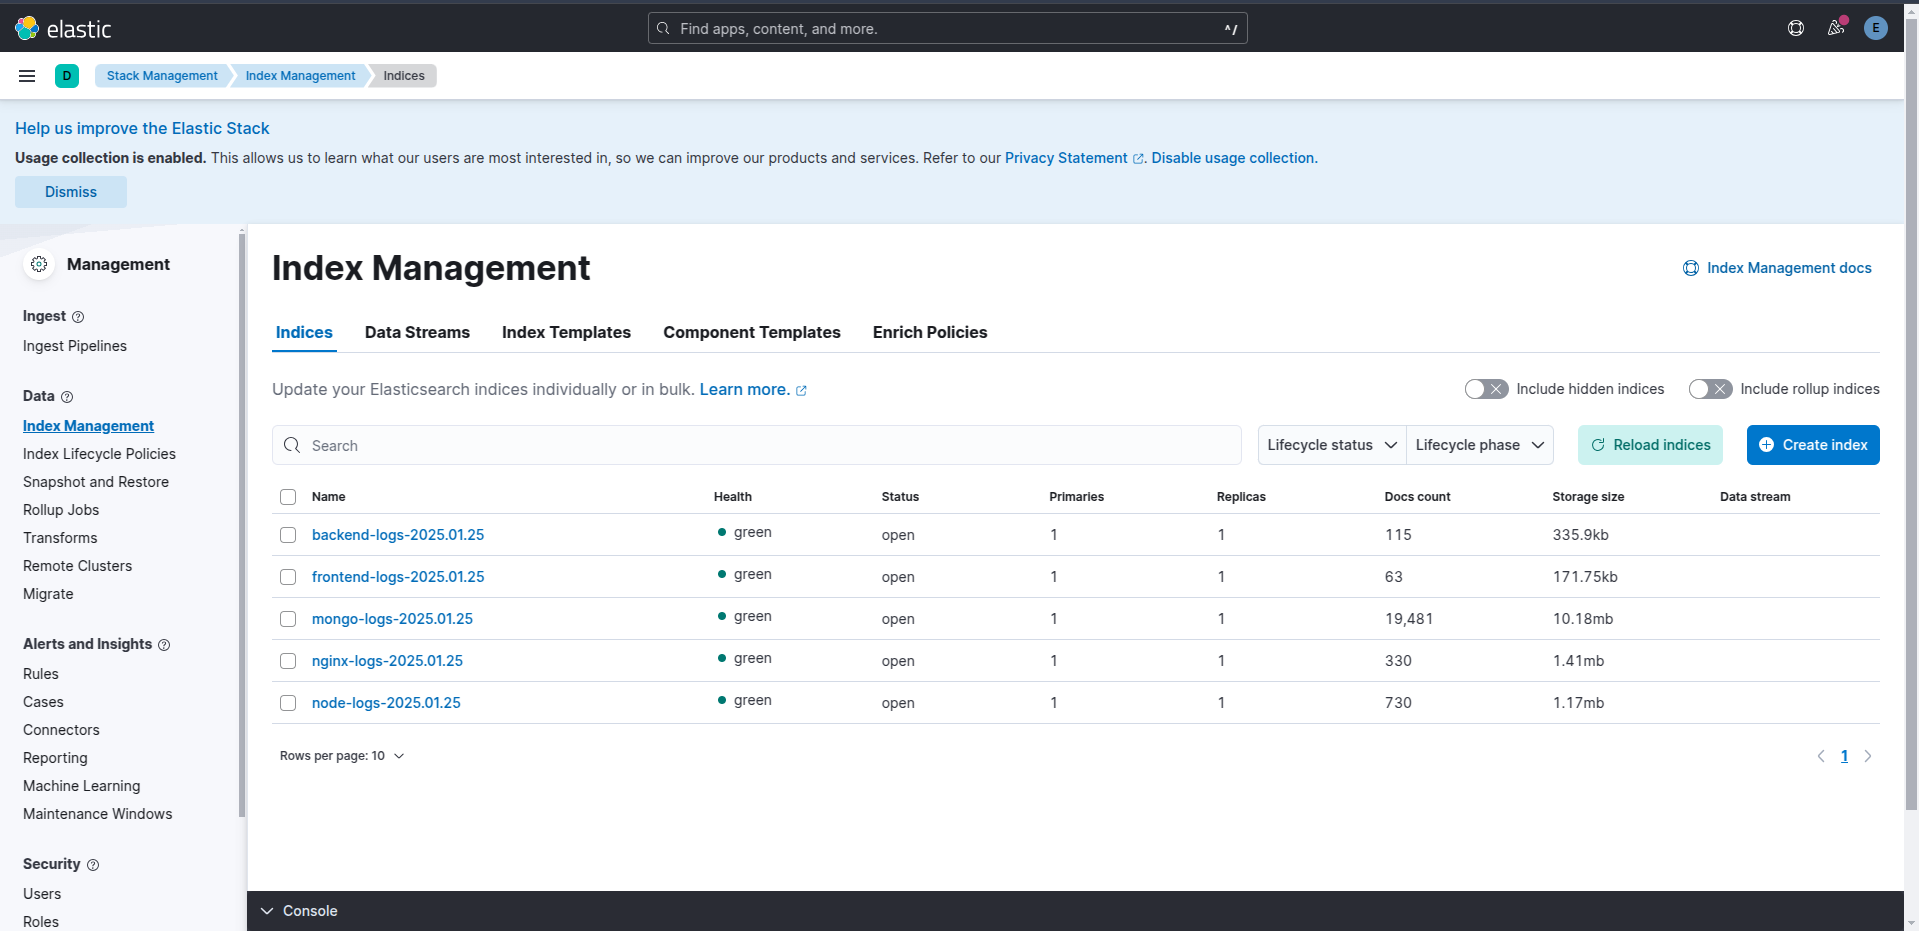 elastic
Find apps, content, and more.
^/
E
D
Stack Management
Index Management
Indices
Help us improve the Elastic Stack
Usage collection is enabled. This allows us to learn what our users are most interested in, so we can improve our products and services. Refer to our Privacy Statement. Disable usage collection.
Dismiss
Management
Ingest
Ingest Pipelines
Data
Index Management
Index Lifecycle Policies
Snapshot and Restore
Rollup Jobs
Transforms
Remote Clusters
Migrate
Alerts and Insights
Rules
Cases
Connectors
Reporting
Machine Learning
Maintenance Windows
Security
Users
Roles
Index Management
Index Management docs
Indices Data Streams Index Templates Component Templates Enrich Policies
Update your Elasticsearch indices individually or in bulk. Learn more.
Include hidden indices Include rollup indices
Search
Lifecycle status Lifecycle phase Reload indices Create index
Name Health Status Primaries Replicas Docs count Storage size Data stream
backend-logs-2025.01.25 green open 1 1 115 335.9kb
frontend-logs-2025.01.25 green open 1 1 63 171.75kb
mongo-logs-2025.01.25 green open 1 1 19,481 10.18mb
nginx-logs-2025.01.25 green open 1 1 330 1.41mb
node-logs-2025.01.25 green open 1 1 730 1.17mb
Rows per page: 10
1
Console